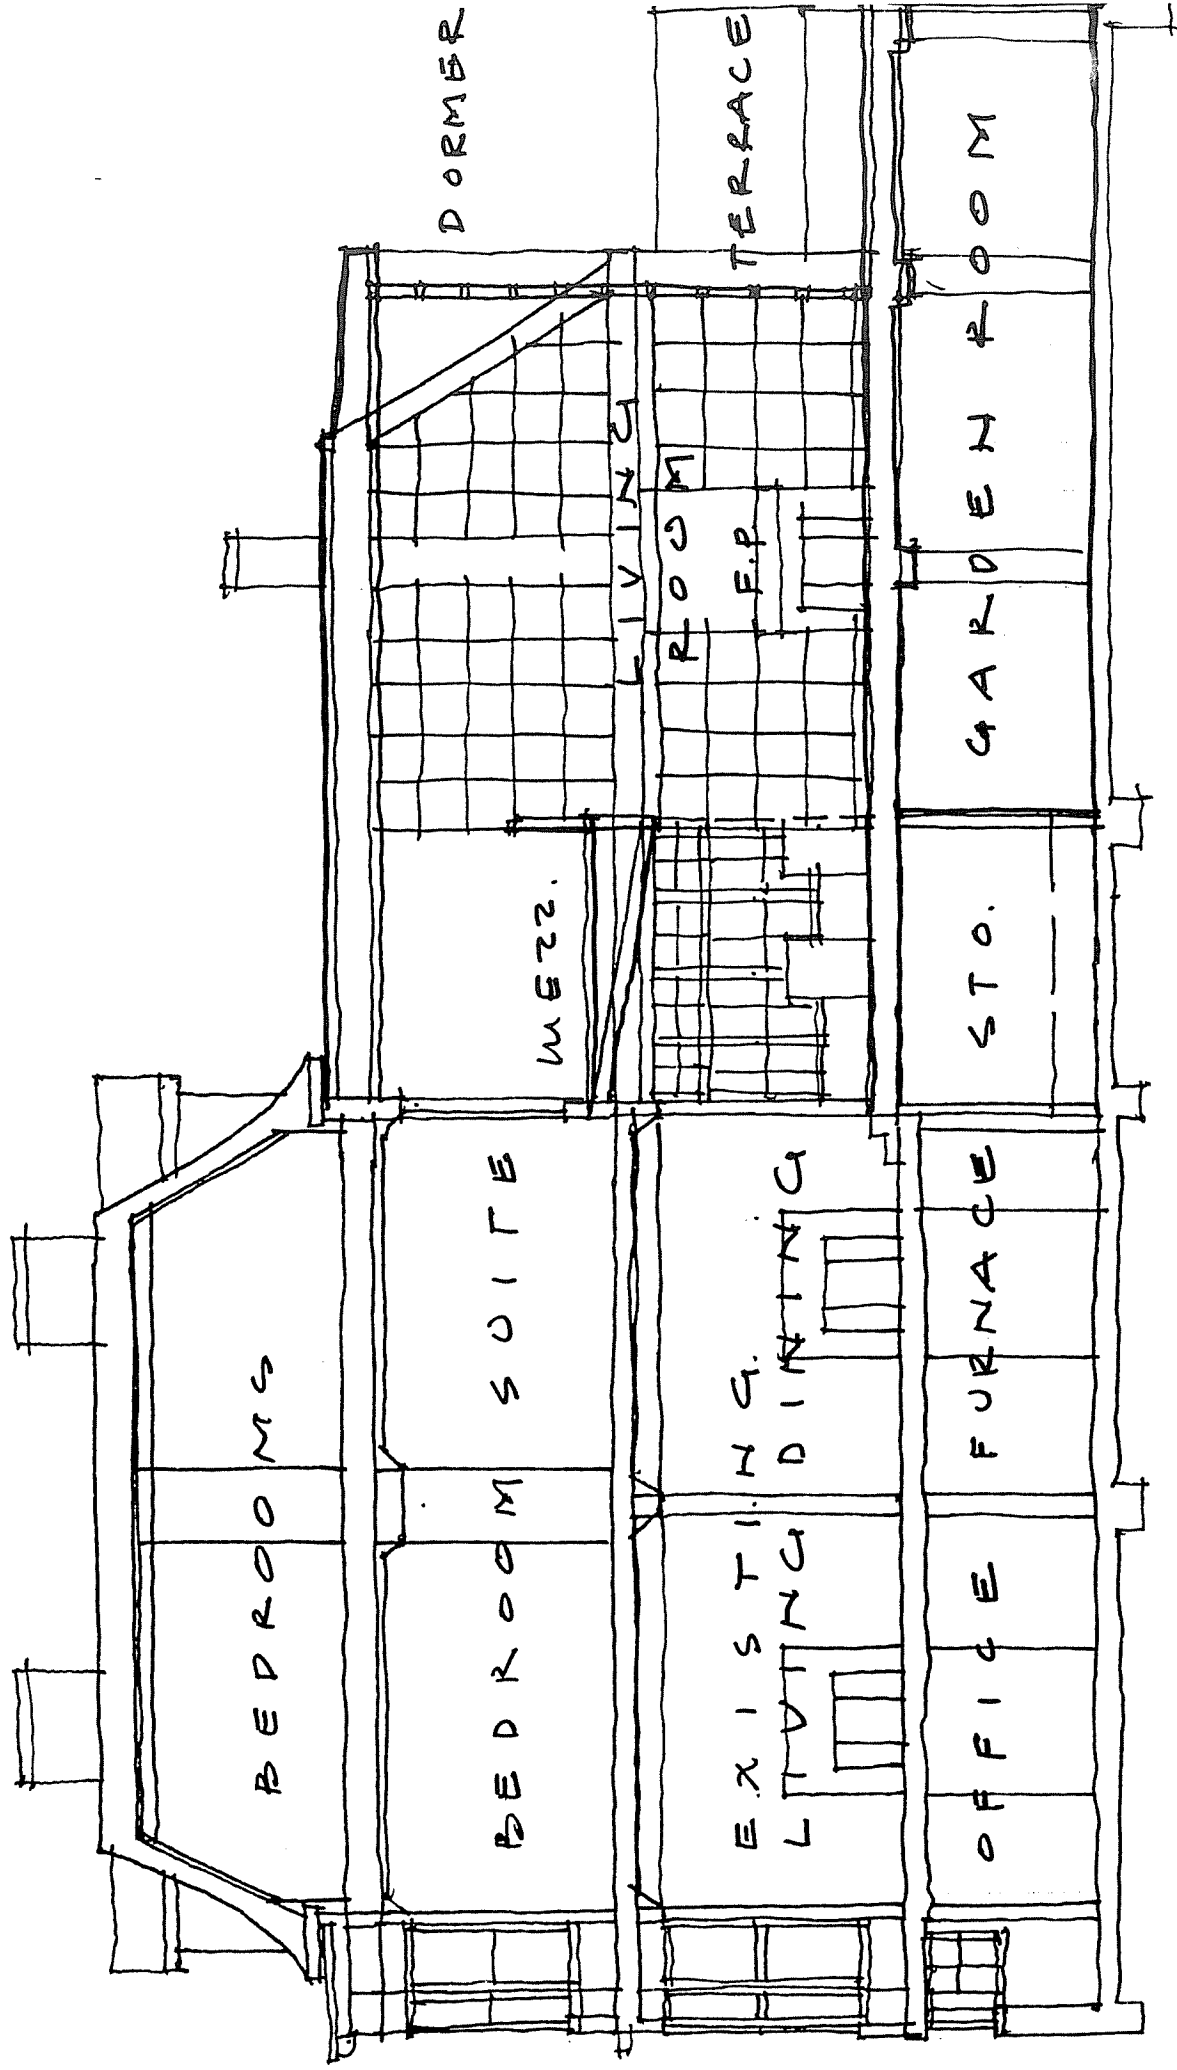 DORMER
BEDROOMS
MEZZ.
BEDROOM SUITE
LIVING
ROOM
F.P.
TERRACE
EXISTING.
LIVING DINING
OFFICE FURNACE STO. GARDEN ROOM